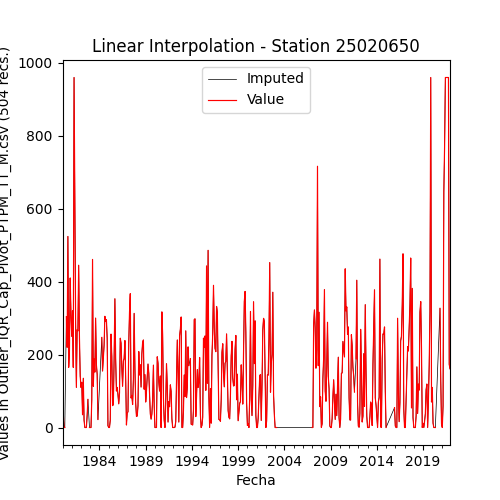 Linear Interpolation - Station 25020650
Imputed
Value
1000
800
600
400
200
0
Values in Outlier_IQR_Cap_Pivot_PTPM_TT_M.csv (504 recs.)
1984 1989 1994 1999 2004 2009 2014 2019
Fecha